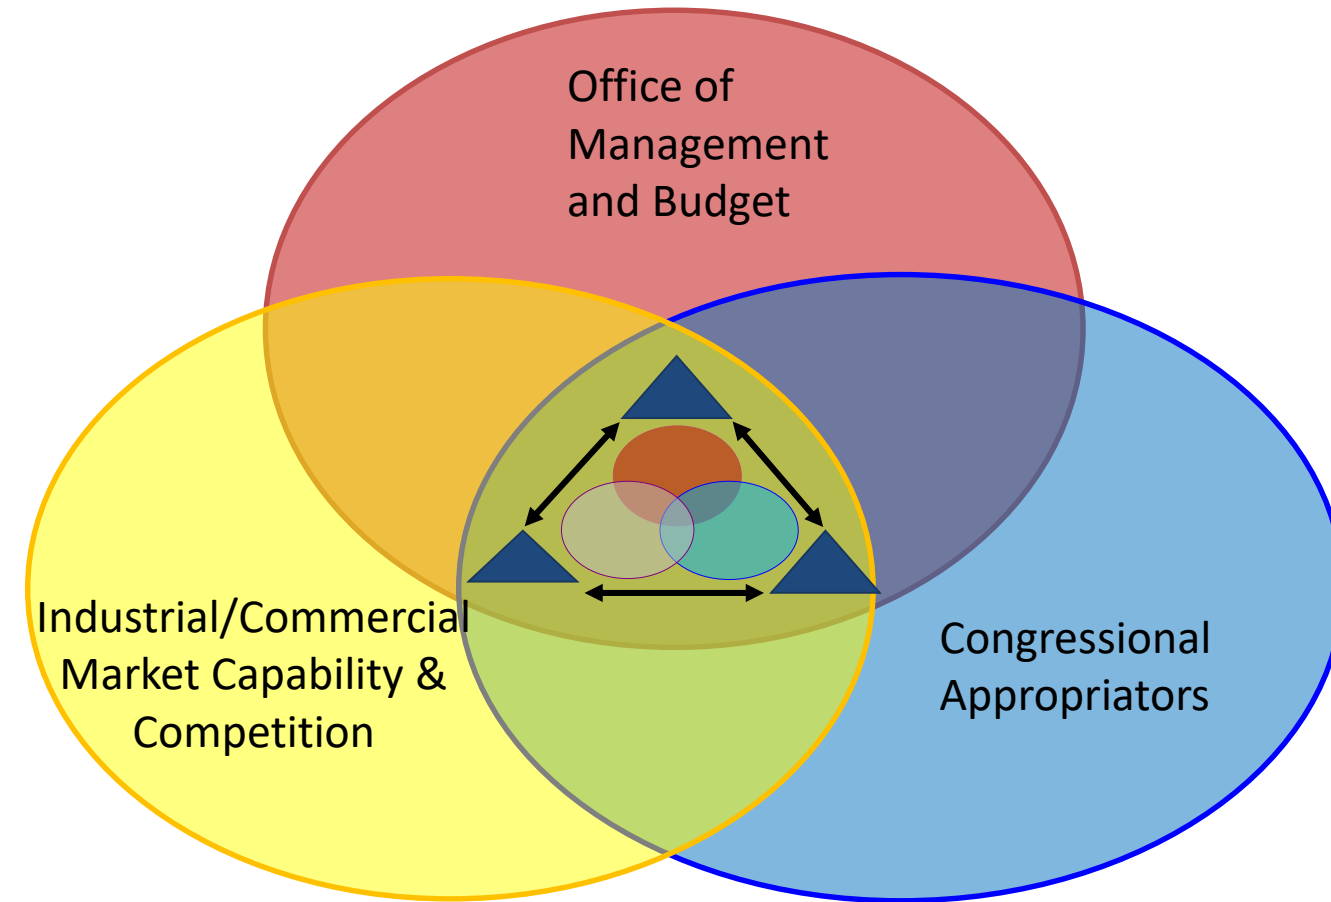 Office of
Management
and Budget
Industrial/Commercial
Market Capability &
Competition
Congressional
Appropriators